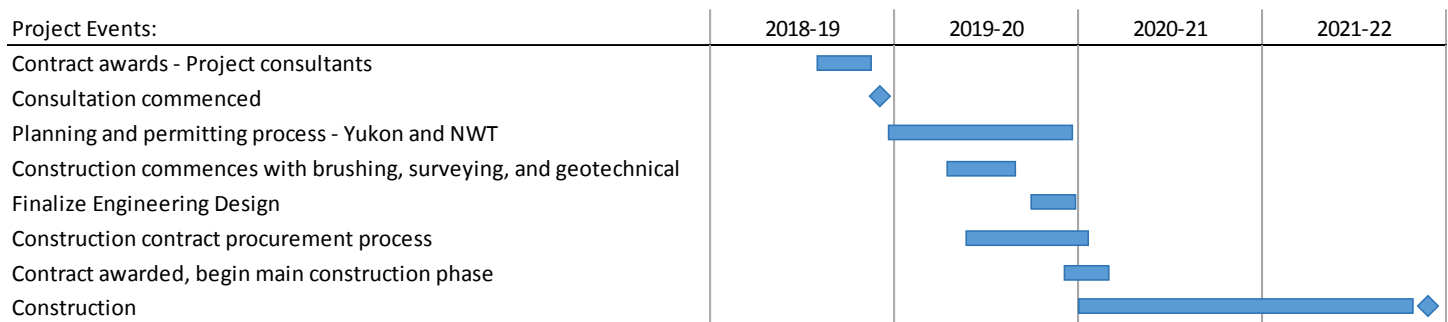 Project Events: 2018-19 2019-20 2020-21 2021-22
Contract awards - Project consultants
Consultation commenced
Planning and permitting process - Yukon and NWT
Construction commences with brushing, surveying, and geotechnical
Finalize Engineering Design
Construction contract procurement process
Contract awarded, begin main construction phase
Construction